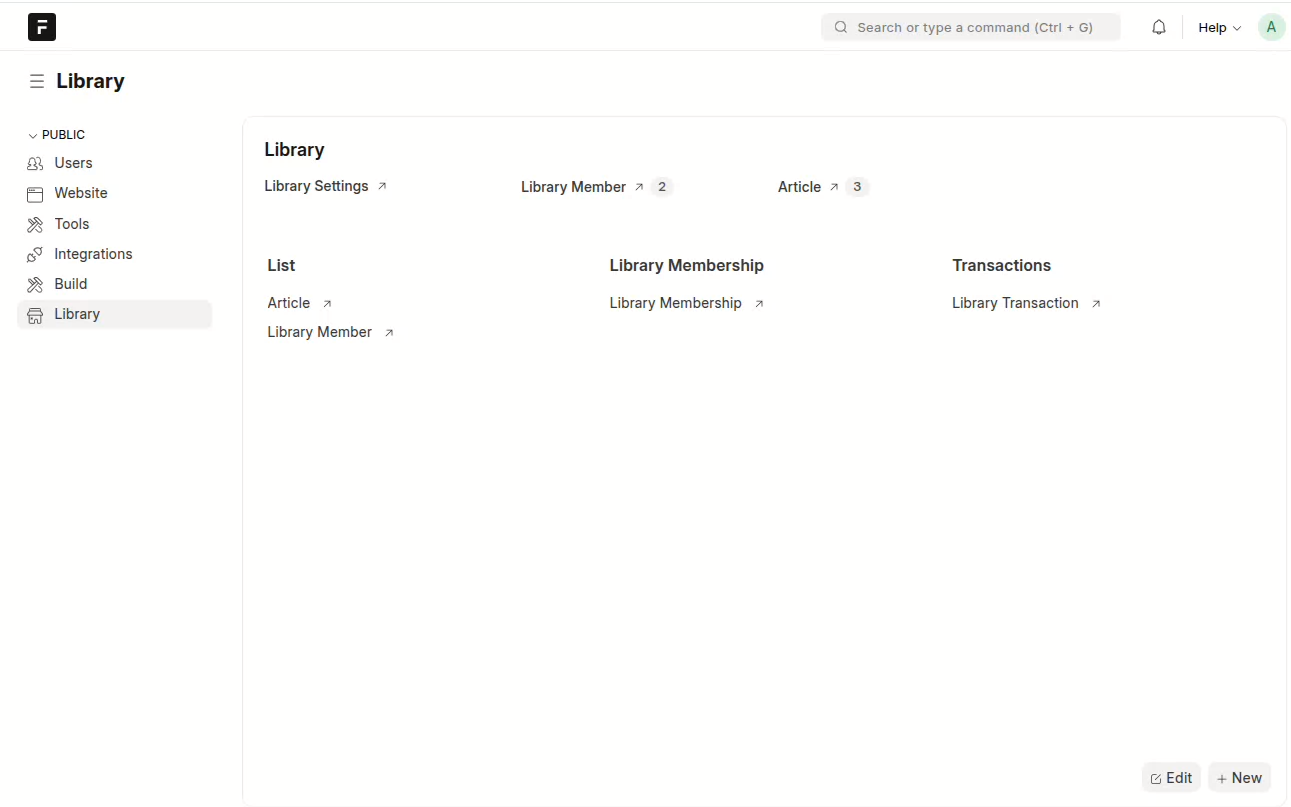 F
Search or type a command (Ctrl + G)
Help
A
Library
PUBLIC
Users
Website
Tools
Integrations
Build
Library
Library
Library Settings
Library Member 2
Article 3
List
Article
Library Member
Library Membership
Library Membership
Transactions
Library Transaction
Edit
+ New